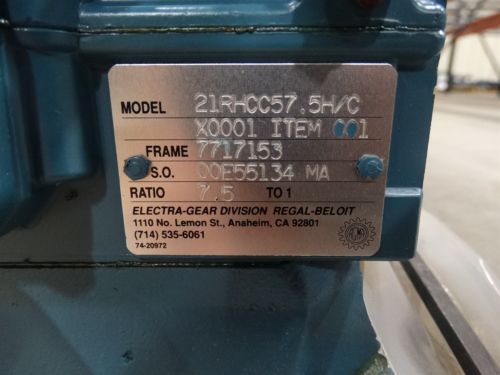 MODEL 21RHCC57.5H/C
X0001 ITEM 001
FRAME 7717153
S.O. 00E55134 MA
RATIO 7.5 TO 1
ELECTRA-GEAR DIVISION REGAL-BELOIT
1110 No. Lemon St., Anaheim, CA 92801
(714) 535-6061
74-20972